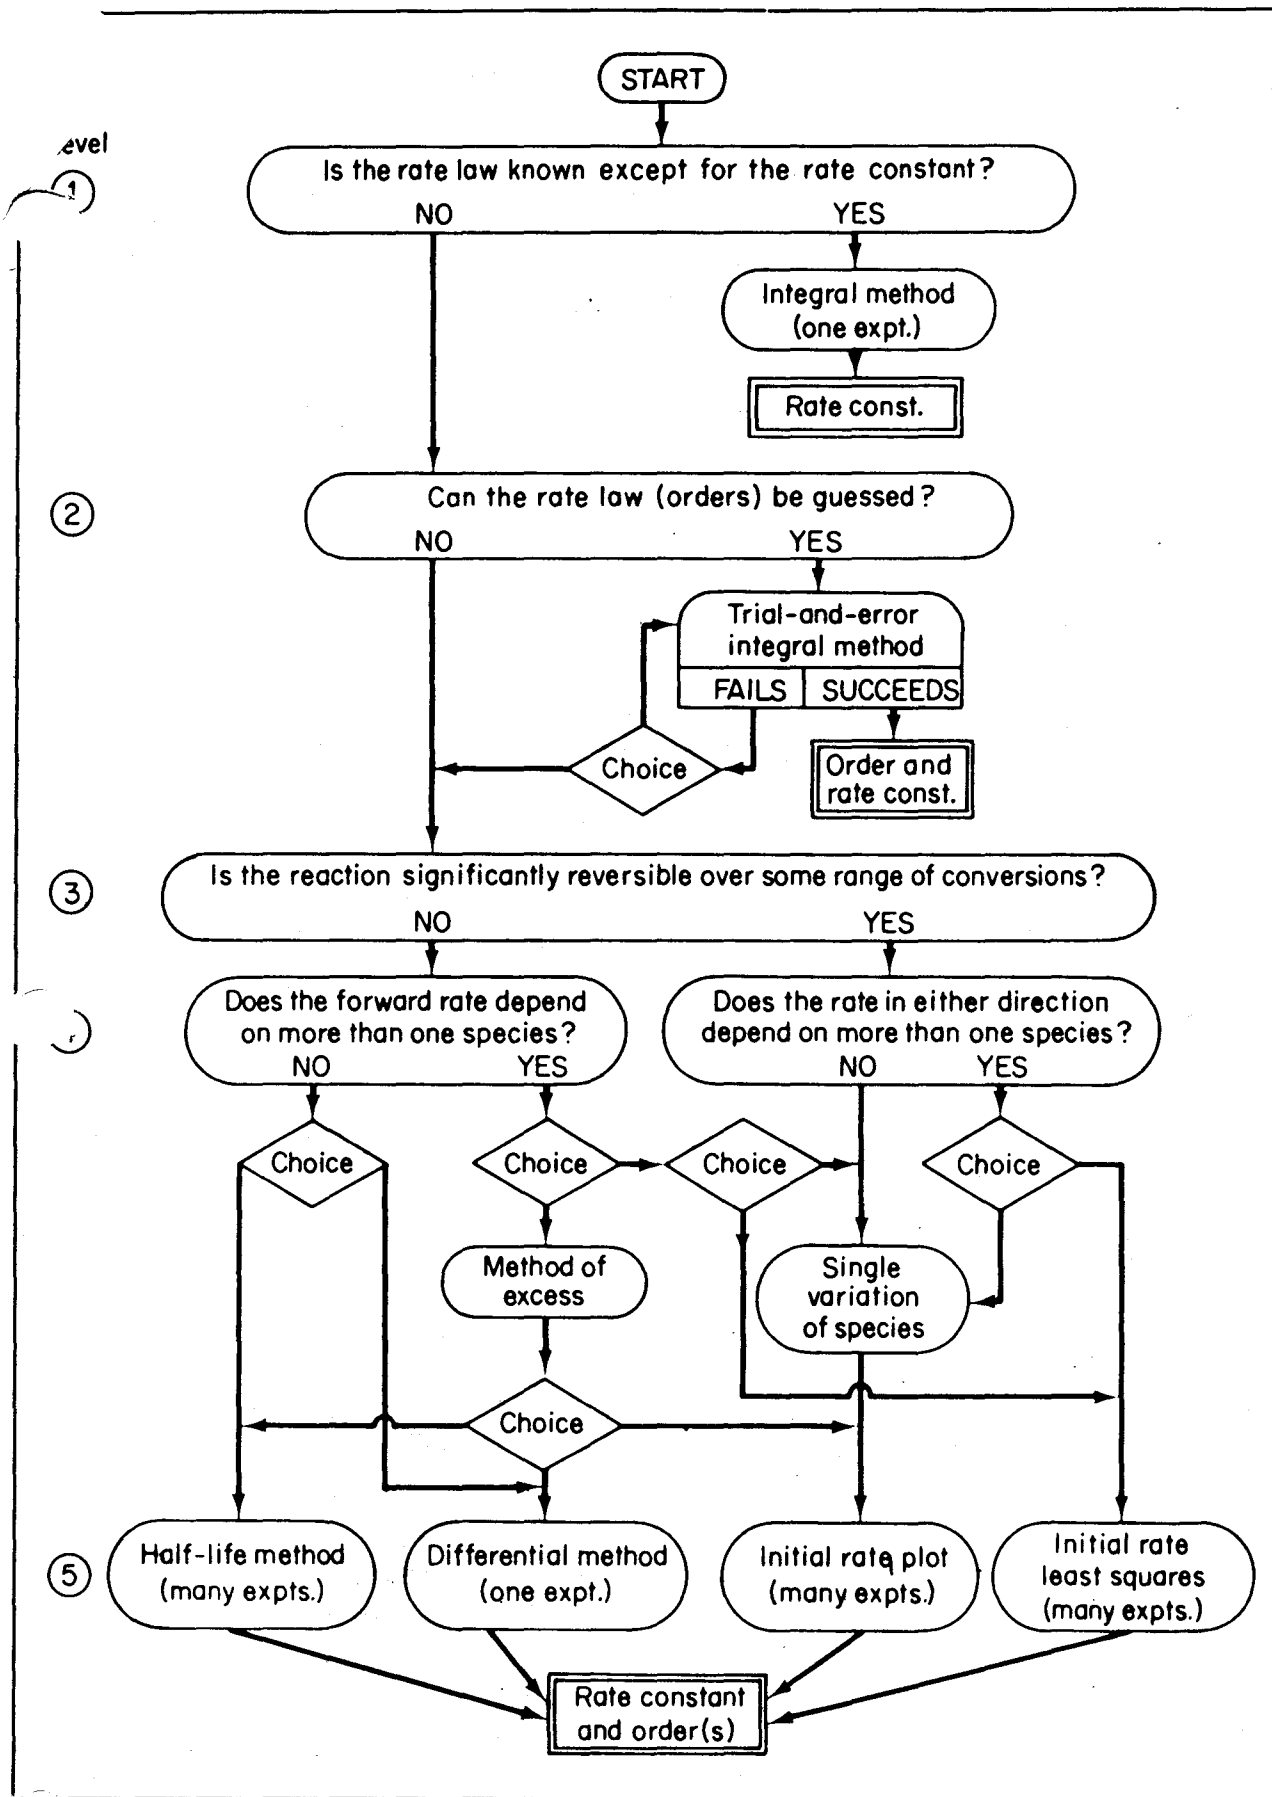 START
evel
1
Is the rate law known except for the rate constant?
NO YES
Integral method
(one expt.)
Rate const.
2
Can the rate law (orders) be guessed?
NO YES
Trial-and-error
integral method
FAILS SUCCEEDS
Choice
Order and
rate const.
3
Is the reaction significantly reversible over some range of conversions?
NO YES
Does the forward rate depend
on more than one species?
NO YES
Does the rate in either direction
depend on more than one species?
NO YES
Choice
Choice
Choice
Choice
Method of
excess
Single
variation
of species
Choice
5
Half-life method
(many expts.)
Differential method
(one expt.)
Initial rate plot
(many expts.)
Initial rate
least squares
(many expts.)
Rate constant
and order(s)